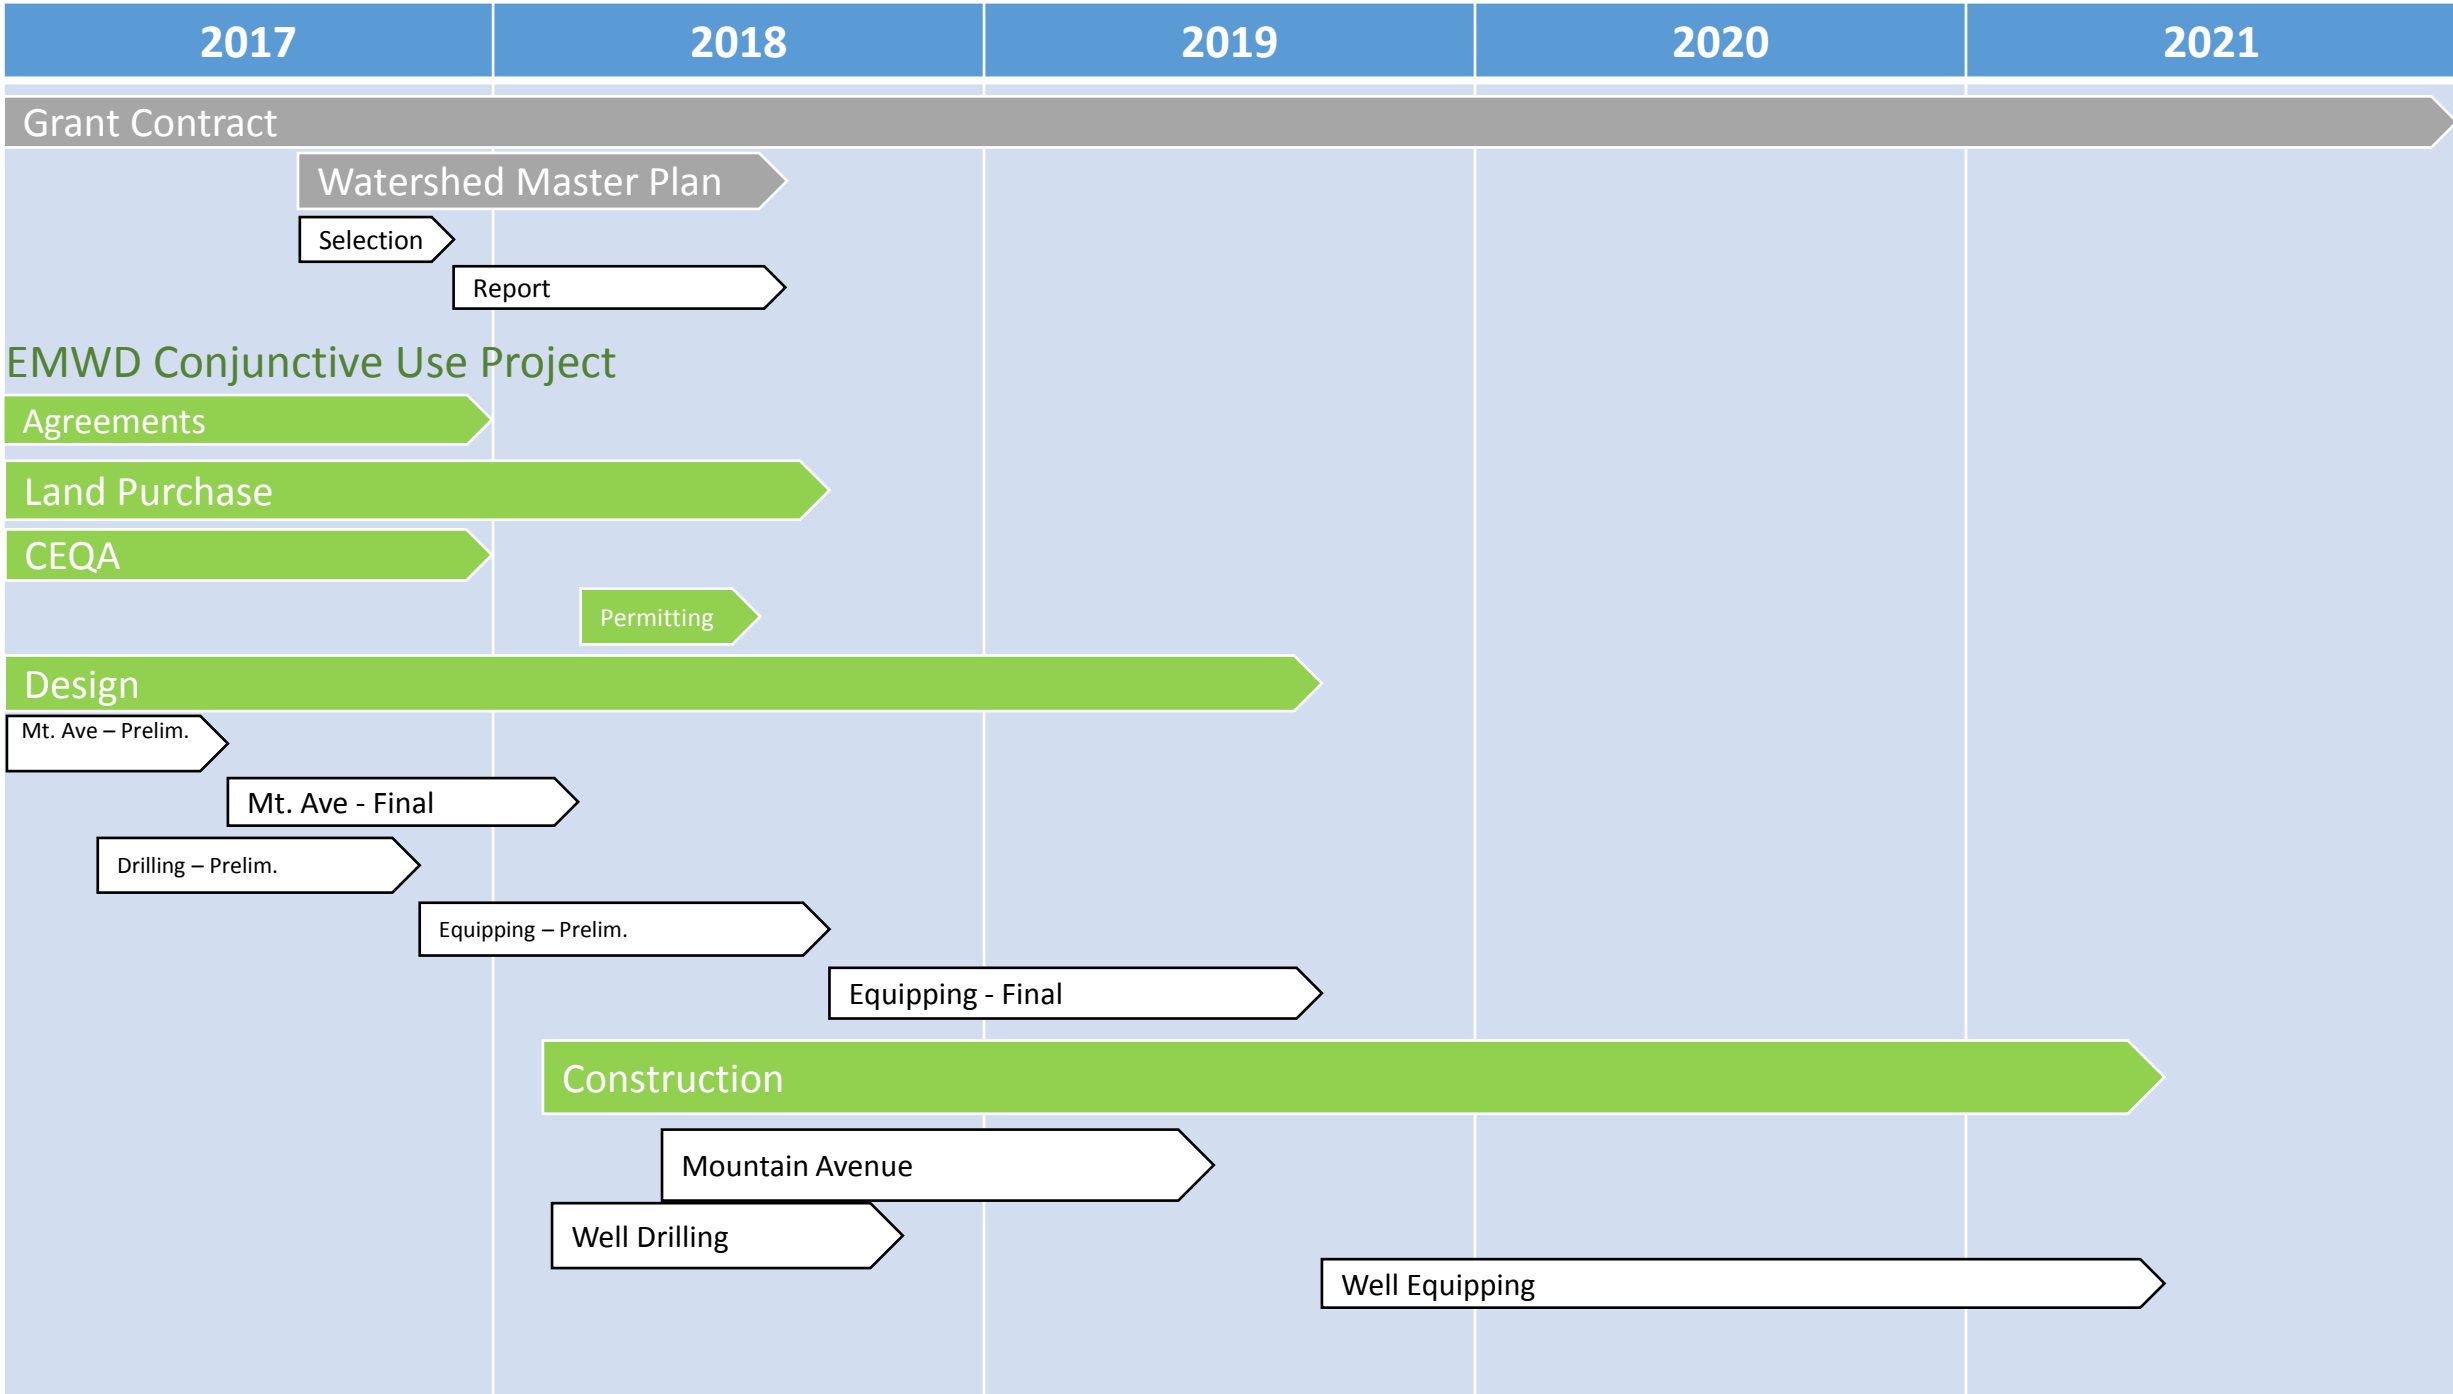 2017 2018 2019 2020 2021
Grant Contract
Watershed Master Plan
Selection
Report
EMWD Conjunctive Use Project
Agreements
Land Purchase
CEQA
Permitting
Design
Mt. Ave – Prelim.
Mt. Ave - Final
Drilling – Prelim.
Equipping – Prelim.
Equipping - Final
Construction
Mountain Avenue
Well Drilling
Well Equipping